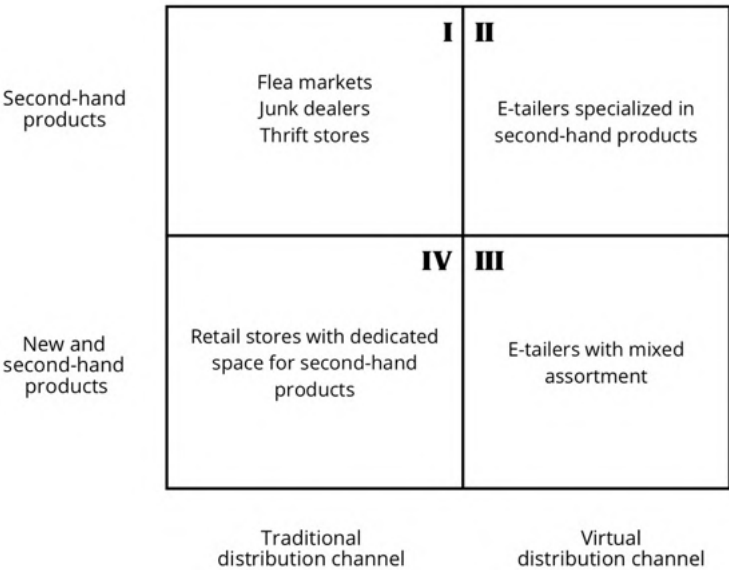 I
II
Second-hand
products
Flea markets
Junk dealers
Thrift stores
E-tailers specialized in
second-hand products
IV
III
New and
second-hand
products
Retail stores with dedicated
space for second-hand
products
E-tailers with mixed
assortment
Traditional
distribution channel
Virtual
distribution channel